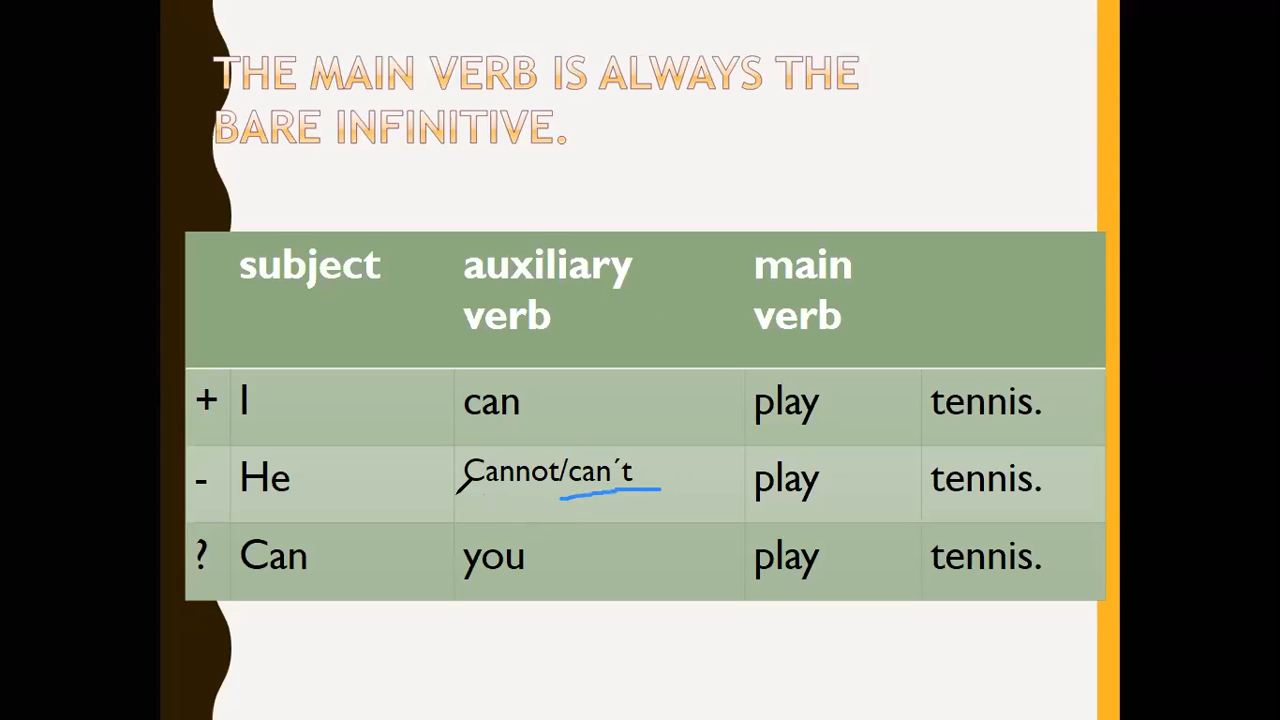 THE MAIN VERB IS ALWAYS THE
BARE INFINITIVE.
subject auxiliary verb main verb
+ I can play tennis.
- He Cannot/can´t play tennis.
? Can you play tennis.